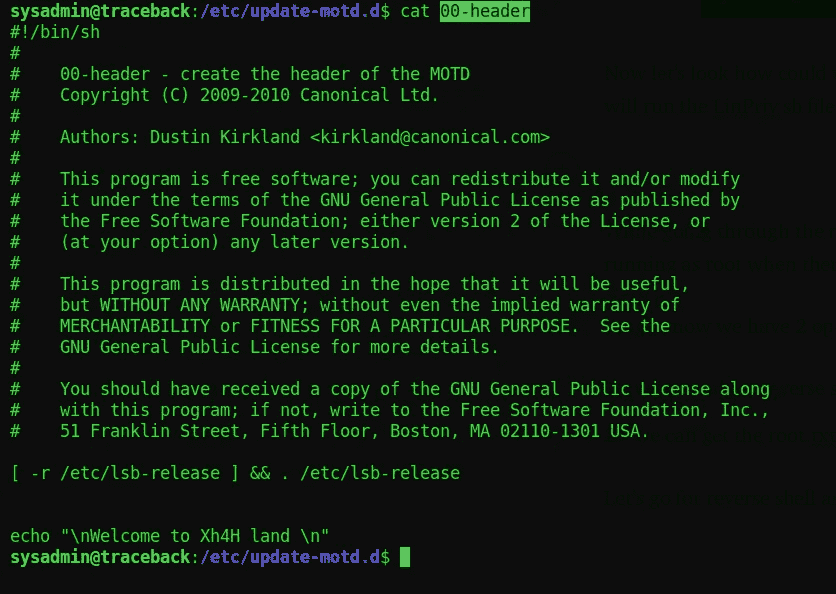 sysadmin@traceback:/etc/update-motd.d$ cat 00-header
#!/bin/sh
#
#    00-header - create the header of the MOTD
#    Copyright (C) 2009-2010 Canonical Ltd.
#
#    Authors: Dustin Kirkland <kirkland@canonical.com>
#
#    This program is free software; you can redistribute it and/or modify
#    it under the terms of the GNU General Public License as published by
#    the Free Software Foundation; either version 2 of the License, or
#    (at your option) any later version.
#
#    This program is distributed in the hope that it will be useful,
#    but WITHOUT ANY WARRANTY; without even the implied warranty of
#    MERCHANTABILITY or FITNESS FOR A PARTICULAR PURPOSE.  See the
#    GNU General Public License for more details.
#
#    You should have received a copy of the GNU General Public License along
#    with this program; if not, write to the Free Software Foundation, Inc.,
#    51 Franklin Street, Fifth Floor, Boston, MA 02110-1301 USA.

[ -r /etc/lsb-release ] && . /etc/lsb-release


echo "\nWelcome to Xh4H land \n"
sysadmin@traceback:/etc/update-motd.d$